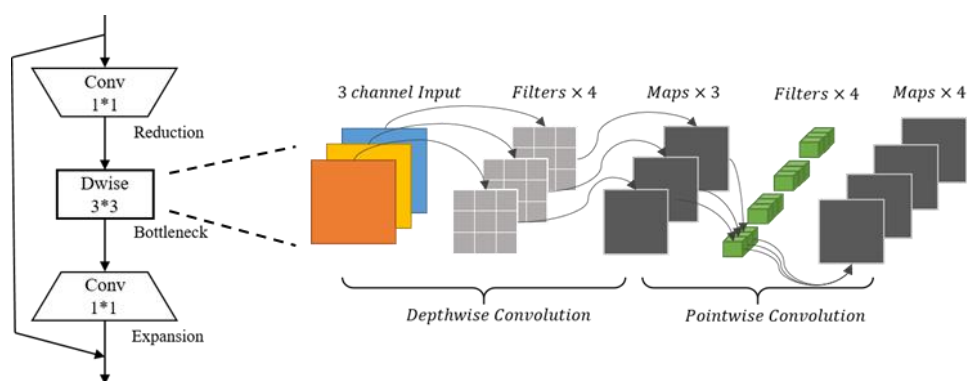 Conv
1*1
Reduction
Dwise
3*3
Bottleneck
Conv
1*1
Expansion
3 channel Input
Filters × 4
Maps × 3
Filters × 4
Maps × 4
Depthwise Convolution
Pointwise Convolution